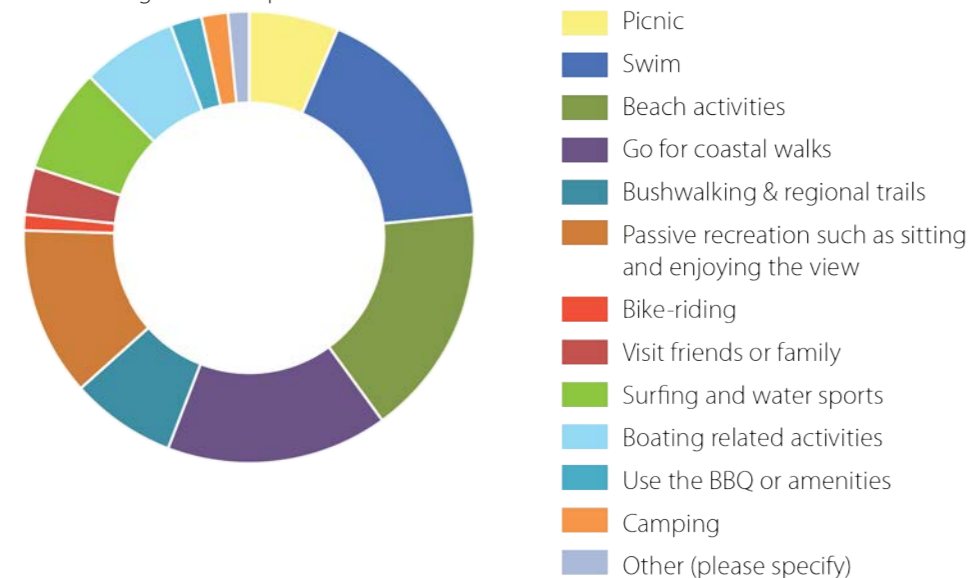 Picnic
Swim
Beach activities
Go for coastal walks
Bushwalking & regional trails
Passive recreation such as sitting
and enjoying the view
Bike-riding
Visit friends or family
Surfing and water sports
Boating related activities
Use the BBQ or amenities
Camping
Other (please specify)